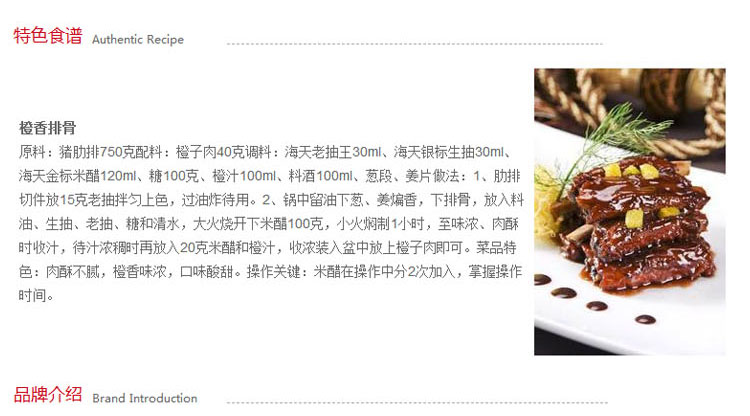 特色食谱 Authentic Recipe
橙香排骨
原料：猪肋排750克配料：橙子肉40克调料：海天老抽王30ml、海天银标生抽30ml、
海天金标米醋120ml、糖100克、橙汁100ml、料酒100ml、葱段、姜片做法：1、肋排
切件放15克老抽拌匀上色，过油炸待用。2、锅中留油下葱、姜煸香，下排骨，放入料
油、生抽、老抽、糖和清水，大火烧开下米醋100克，小火焖制1小时，至味浓、肉酥
时收汁，待汁浓稠时再放入20克米醋和橙汁，收浓装入盆中放上橙子肉即可。菜品特
色：肉酥不腻，橙香味浓，口味酸甜。操作关键：米醋在操作中分2次加入，掌握操作
时间。
品牌介绍 Brand Introduction